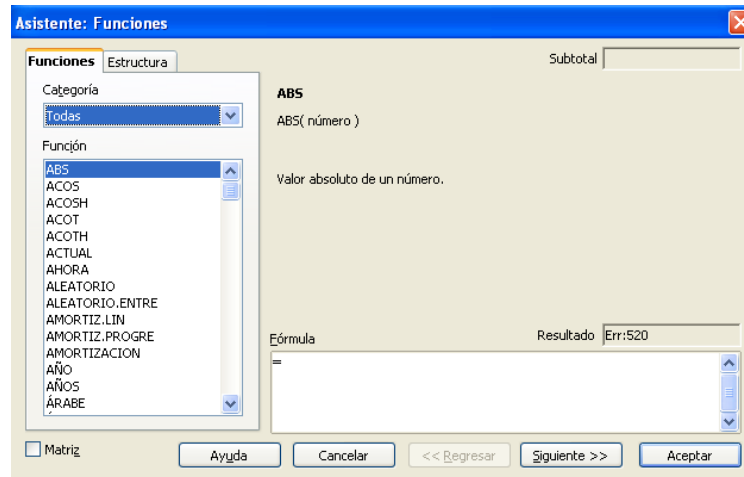 Asistente: Funciones
Funciones Estructura
Subtotal
Categoría
Todas
Función
ABS
ACOS
ACOSH
ACOT
ACOTH
ACTUAL
AHORA
ALEATORIO
ALEATORIO.ENTRE
AMORTIZ.LIN
AMORTIZ.PROGRE
AMORTIZACION
AÑO
AÑOS
ÁRABE
ABS
ABS( número )
Valor absoluto de un número.
Fórmula
Resultado Err:520
=
Matriz
Ayuda
Cancelar
<< Regresar
Siguiente >>
Aceptar